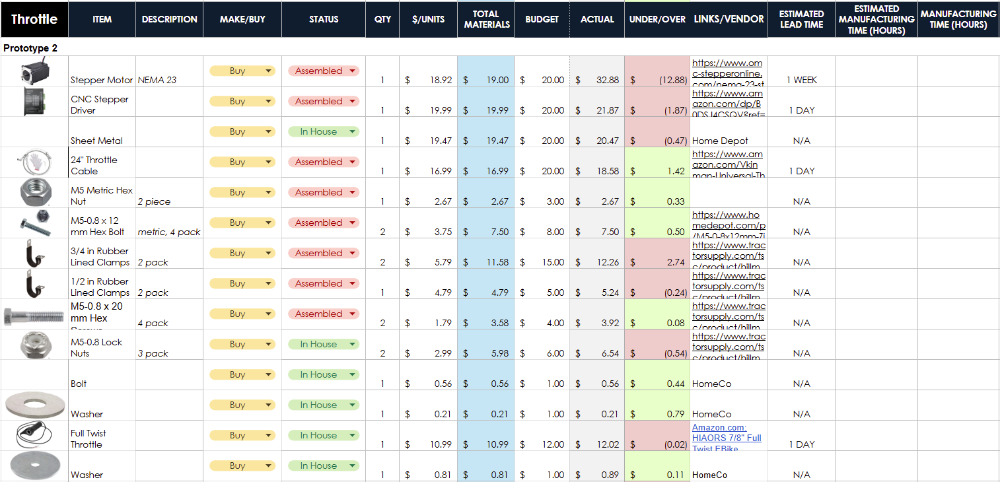 Throttle ITEM DESCRIPTION MAKE/BUY STATUS QTY $/UNITS TOTAL MATERIALS BUDGET ACTUAL UNDER/OVER LINKS/VENDOR ESTIMATED LEAD TIME ESTIMATED MANUFACTURING TIME (HOURS) MANUFACTURING TIME (HOURS)
Prototype 2
Stepper Motor NEMA 23 Buy Assembled 1 $ 18.92 $ 19.00 $ 20.00 $ 32.88 $ (12.88) https://www.omc-stepperonline.com/nema-23-st 1 WEEK
CNC Stepper Driver Buy Assembled 1 $ 19.99 $ 19.99 $ 20.00 $ 21.87 $ (1.87) https://www.amazon.com/dp/B0DSJ4CSQV?ref= 1 DAY
Sheet Metal Buy In House 1 $ 19.47 $ 19.47 $ 20.00 $ 20.47 $ (0.47) Home Depot N/A
24" Throttle Cable Buy Assembled 1 $ 16.99 $ 16.99 $ 20.00 $ 18.58 $ 1.42 https://www.amazon.com/Vkinman-Universal-Th 1 DAY
M5 Metric Hex Nut 2 piece Buy Assembled 1 $ 2.67 $ 2.67 $ 3.00 $ 2.67 $ 0.33 N/A
M5-0.8 x 12 mm Hex Bolt metric, 4 pack Buy Assembled 2 $ 3.75 $ 7.50 $ 8.00 $ 7.50 $ 0.50 https://www.homedepot.com/p/M5-0-8x12mm-7i N/A
3/4 in Rubber Lined Clamps 2 pack Buy Assembled 2 $ 5.79 $ 11.58 $ 15.00 $ 12.26 $ 2.74 https://www.tractorsupply.com/tsc/product/hillm N/A
1/2 in Rubber Lined Clamps 2 pack Buy Assembled 1 $ 4.79 $ 4.79 $ 5.00 $ 5.24 $ (0.24) https://www.tractorsupply.com/tsc/product/hillm N/A
M5-0.8 x 20 mm Hex 4 pack Buy Assembled 2 $ 1.79 $ 3.58 $ 4.00 $ 3.92 $ 0.08 https://www.tractorsupply.com/tsc/product/hillm N/A
M5-0.8 Lock Nuts 3 pack Buy In House 2 $ 2.99 $ 5.98 $ 6.00 $ 6.54 $ (0.54) https://www.tractorsupply.com/tsc/product/hillm N/A
Bolt Buy In House 1 $ 0.56 $ 0.56 $ 1.00 $ 0.56 $ 0.44 HomeCo N/A
Washer Buy In House 1 $ 0.21 $ 0.21 $ 1.00 $ 0.21 $ 0.79 HomeCo N/A
Full Twist Throttle Buy In House 1 $ 10.99 $ 10.99 $ 12.00 $ 12.02 $ (0.02) Amazon.com: HIAORS 7/8" Full Twist EBike 1 DAY
Washer Buy In House 1 $ 0.81 $ 0.81 $ 1.00 $ 0.89 $ 0.11 HomeCo N/A